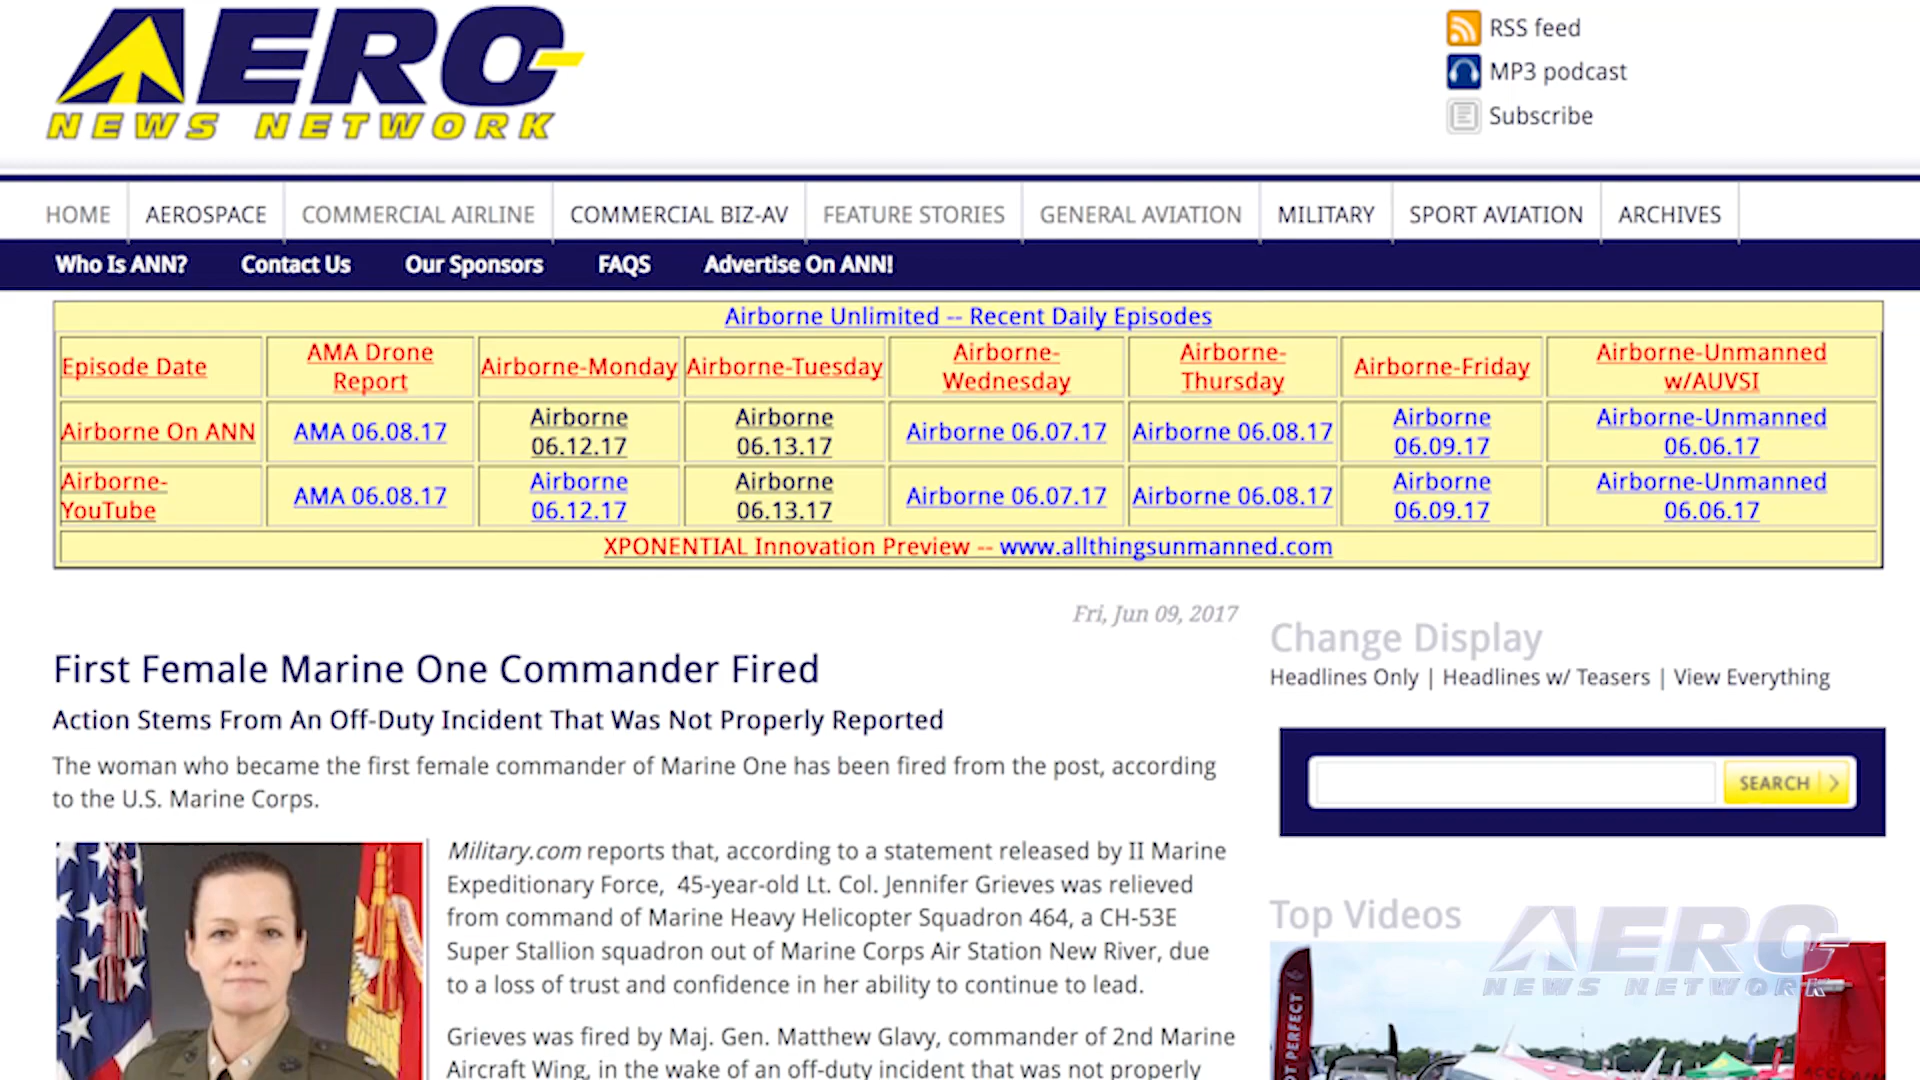 AERO
NEWS NETWORK
RSS feed
MP3 podcast
Subscribe
HOME AEROSPACE COMMERCIAL AIRLINE COMMERCIAL BIZ-AV FEATURE STORIES GENERAL AVIATION MILITARY SPORT AVIATION ARCHIVES
Who Is ANN? Contact Us Our Sponsors FAQS Advertise On ANN!
Airborne Unlimited -- Recent Daily Episodes
Episode Date
AMA Drone
Report
Airborne-Monday
Airborne-Tuesday
Airborne-
Wednesday
Airborne-
Thursday
Airborne-Friday
Airborne-Unmanned
w/AUVSI
Airborne On ANN
AMA 06.08.17
Airborne
06.12.17
Airborne
06.13.17
Airborne 06.07.17
Airborne 06.08.17
Airborne
06.09.17
Airborne-Unmanned
06.06.17
Airborne-
YouTube
AMA 06.08.17
Airborne
06.12.17
Airborne
06.13.17
Airborne 06.07.17
Airborne 06.08.17
Airborne
06.09.17
Airborne-Unmanned
06.06.17
XPONENTIAL Innovation Preview -- www.allthingsunmanned.com
Fri, Jun 09, 2017
First Female Marine One Commander Fired
Action Stems From An Off-Duty Incident That Was Not Properly Reported
The woman who became the first female commander of Marine One has been fired from the post, according
to the U.S. Marine Corps.
Military.com reports that, according to a statement released by II Marine
Expeditionary Force, 45-year-old Lt. Col. Jennifer Grieves was relieved
from command of Marine Heavy Helicopter Squadron 464, a CH-53E
Super Stallion squadron out of Marine Corps Air Station New River, due
to a loss of trust and confidence in her ability to continue to lead.
Grieves was fired by Maj. Gen. Matthew Glavy, commander of 2nd Marine
Aircraft Wing, in the wake of an off-duty incident that was not properly
Change Display
Headlines Only | Headlines w/ Teasers | View Everything
SEARCH
Top Videos
AERO
NEWS NETWORK
OT PERFECT